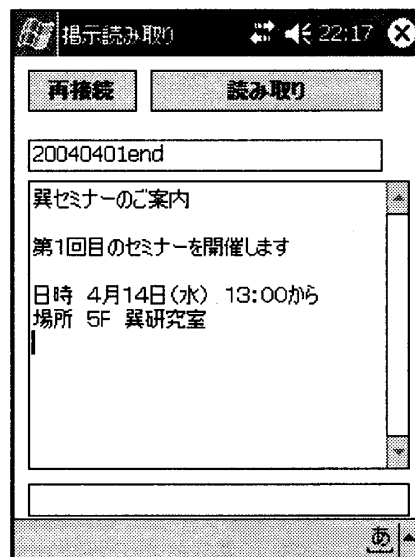 掲示読み取り 22:17
再接続 読み取り
20040401end
巽セミナーのご案内
第1回目のセミナーを開催します
日時 4月14日(水) 13:00から
場所 5F 巽研究室
あ